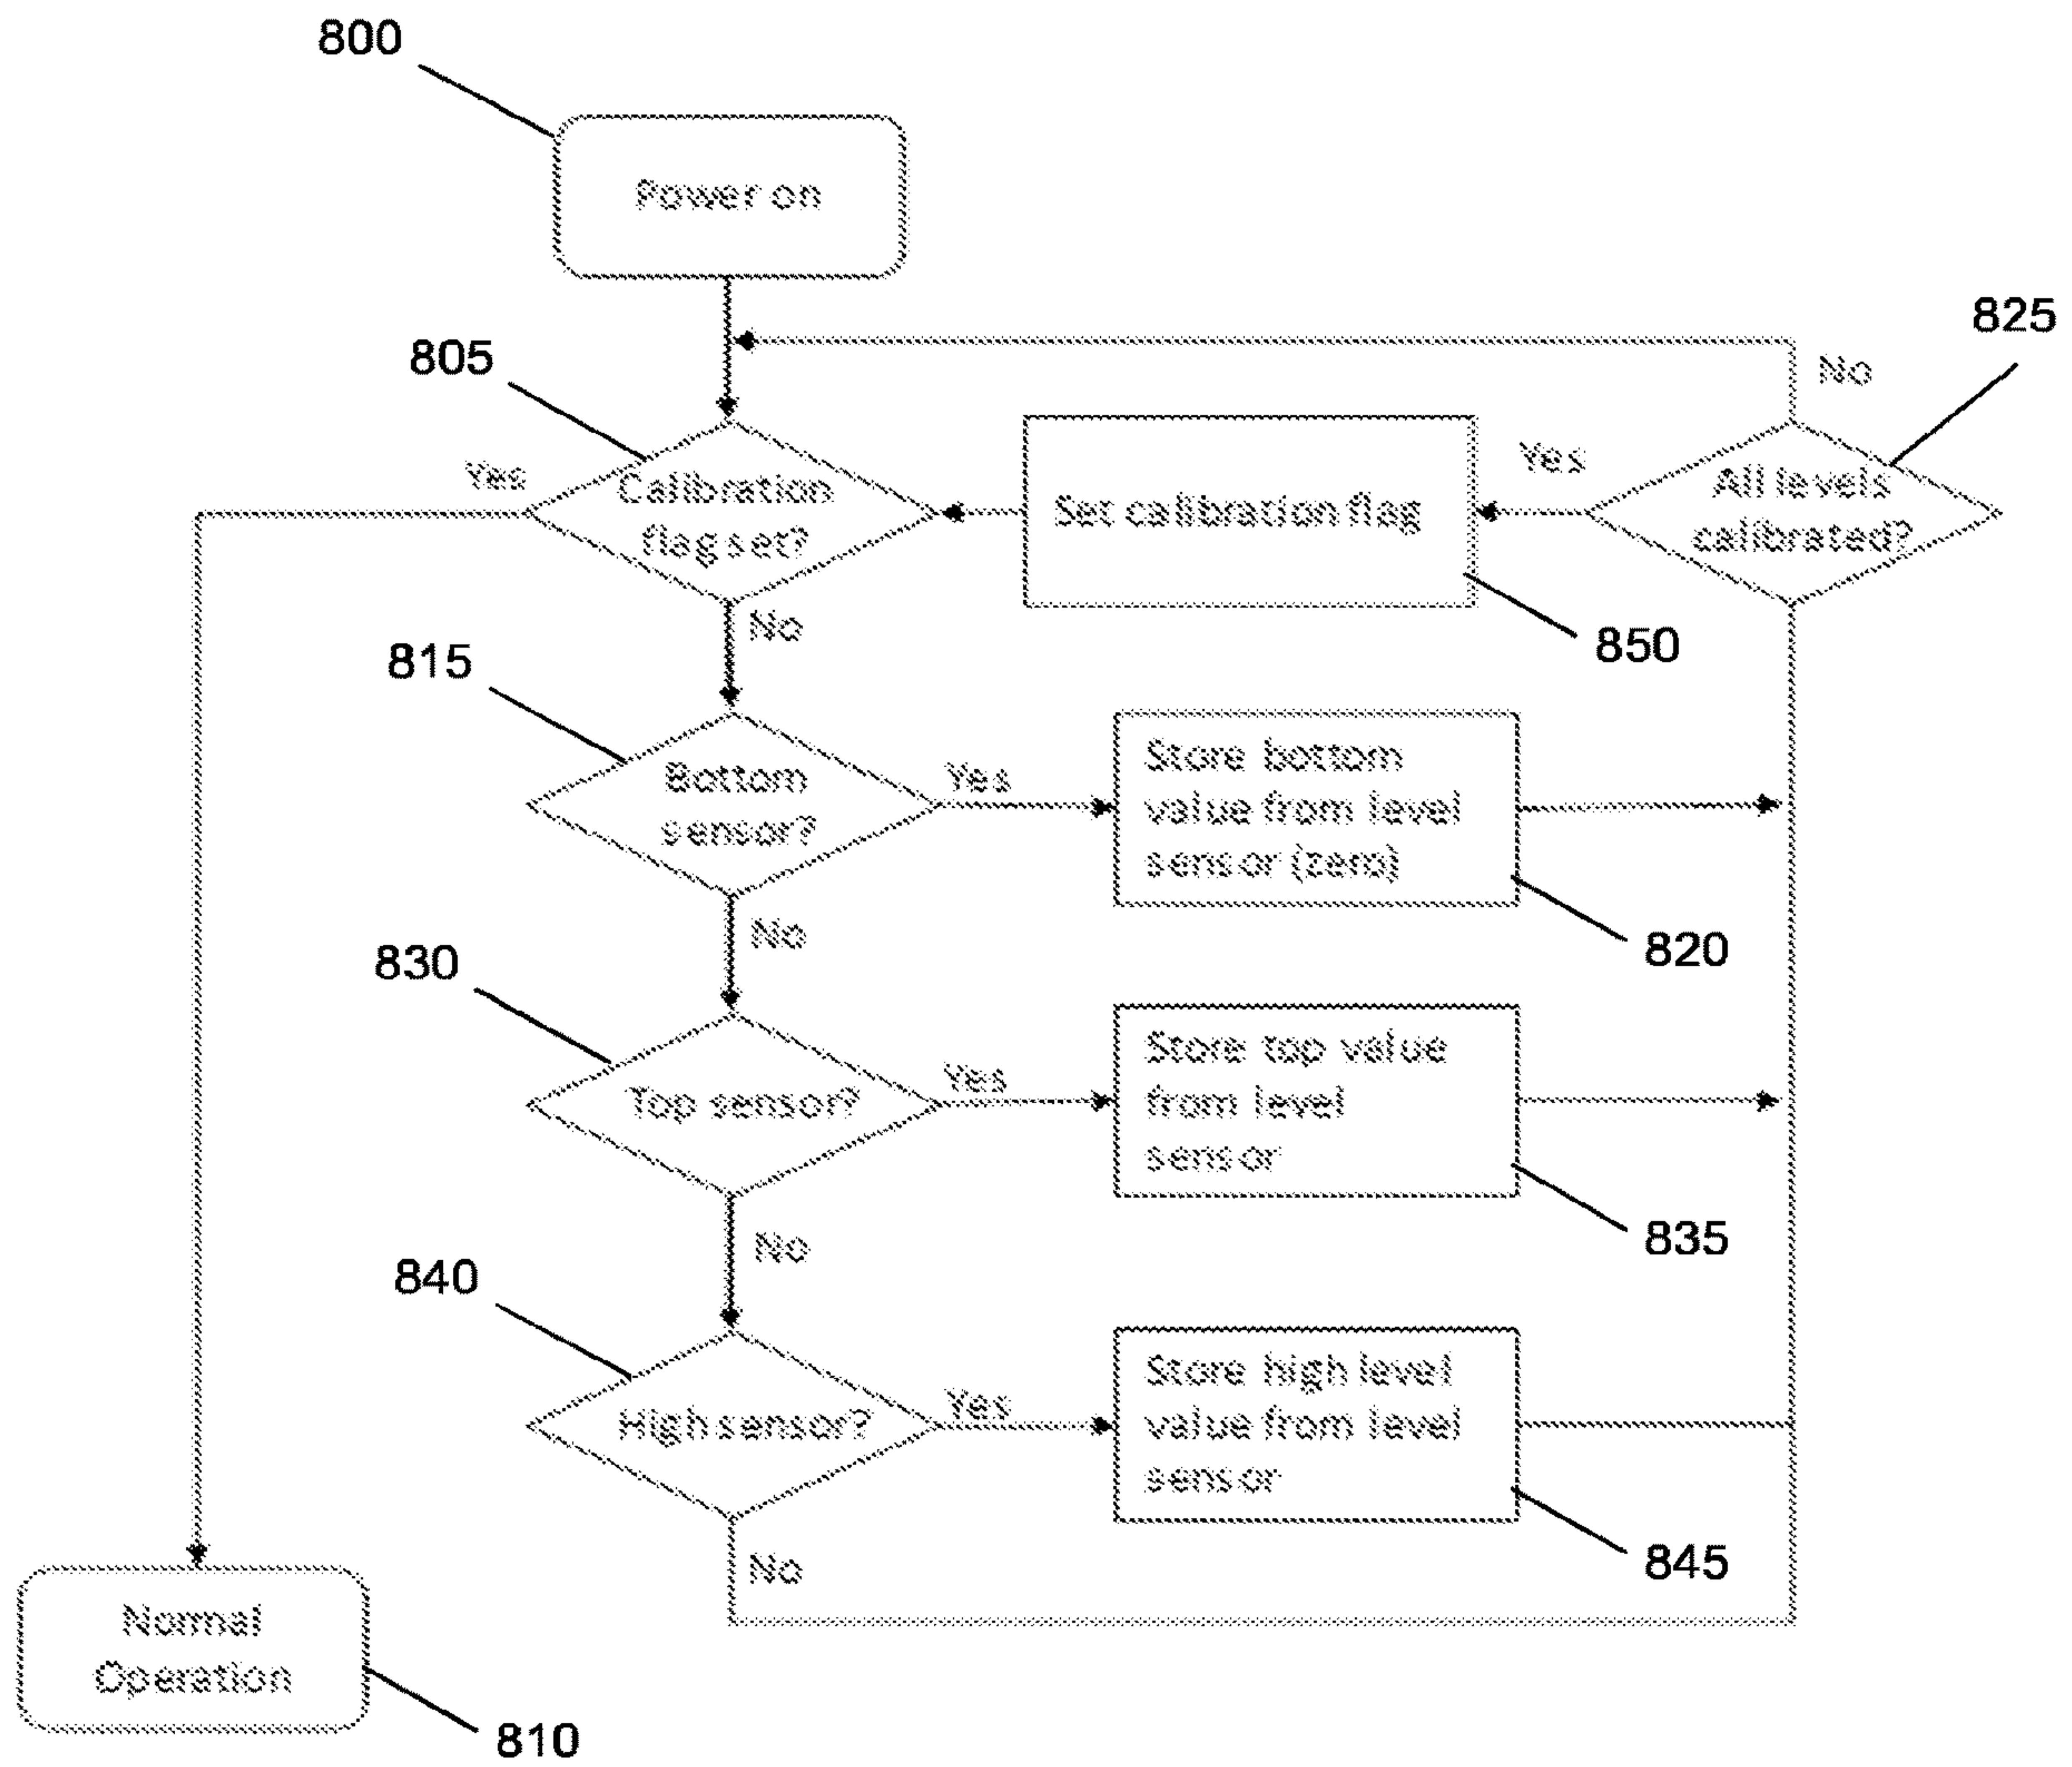 800
Power on
825
No
805
Yes
Calibration
flag set?
Set calibration flag
Yes
All levels
calibrated?
850
No
815
Bottom
sensor?
Yes
Store bottom
value from level
sensor (zero)
820
No
830
Top sensor?
Yes
Store top value
from level
sensor
835
No
840
High sensor?
Yes
Store high level
value from level
sensor
845
No
Normal
Operation
810